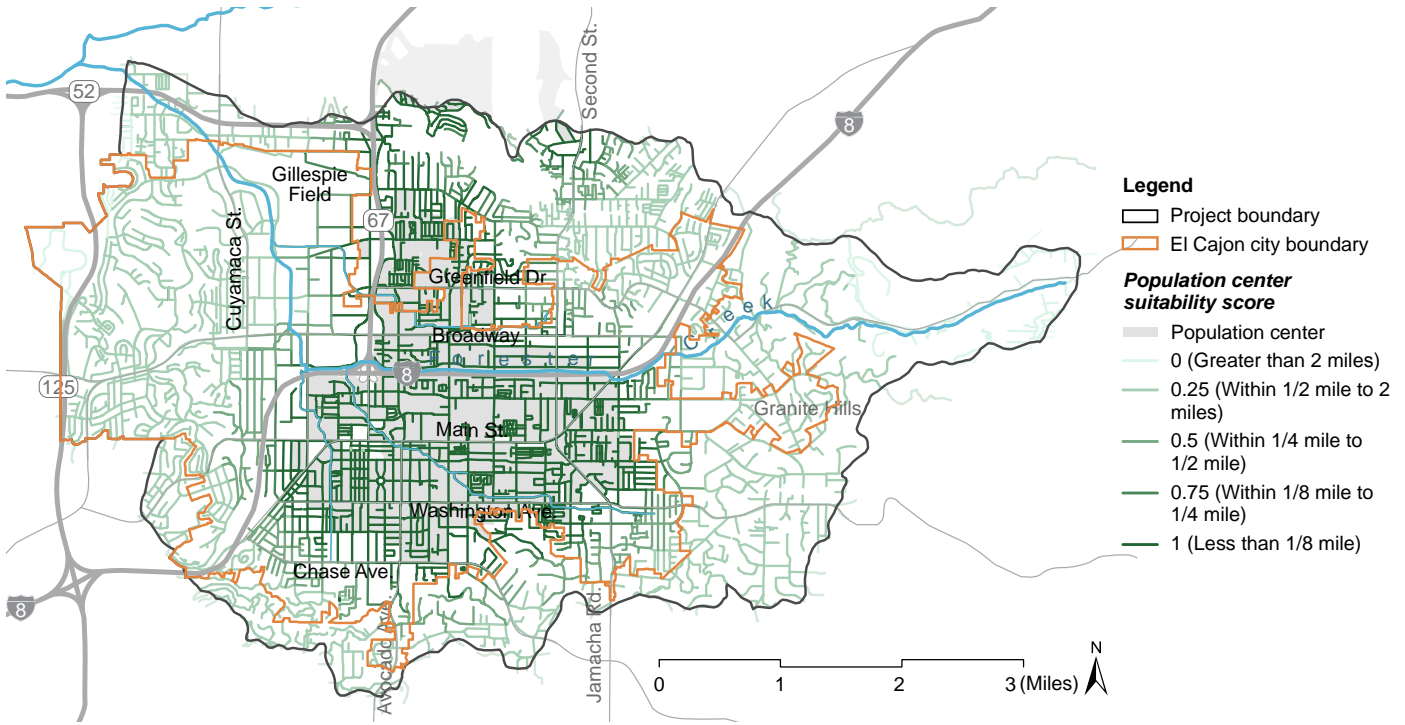 52
Second St.
8
Gillespie
Field
67
Cuyamaca St.
Greenfield Dr
Creek
Broadway
Forester
8
125
Granite Hills
Main St.
Washington Ave.
Chase Ave.
8
Avocado Ave.
Jamacha Rd.
N
0 1 2 3 (Miles)
Legend
Project boundary
El Cajon city boundary
Population center
suitability score
Population center
0 (Greater than 2 miles)
0.25 (Within 1/2 mile to 2
miles)
0.5 (Within 1/4 mile to
1/2 mile)
0.75 (Within 1/8 mile to
1/4 mile)
1 (Less than 1/8 mile)